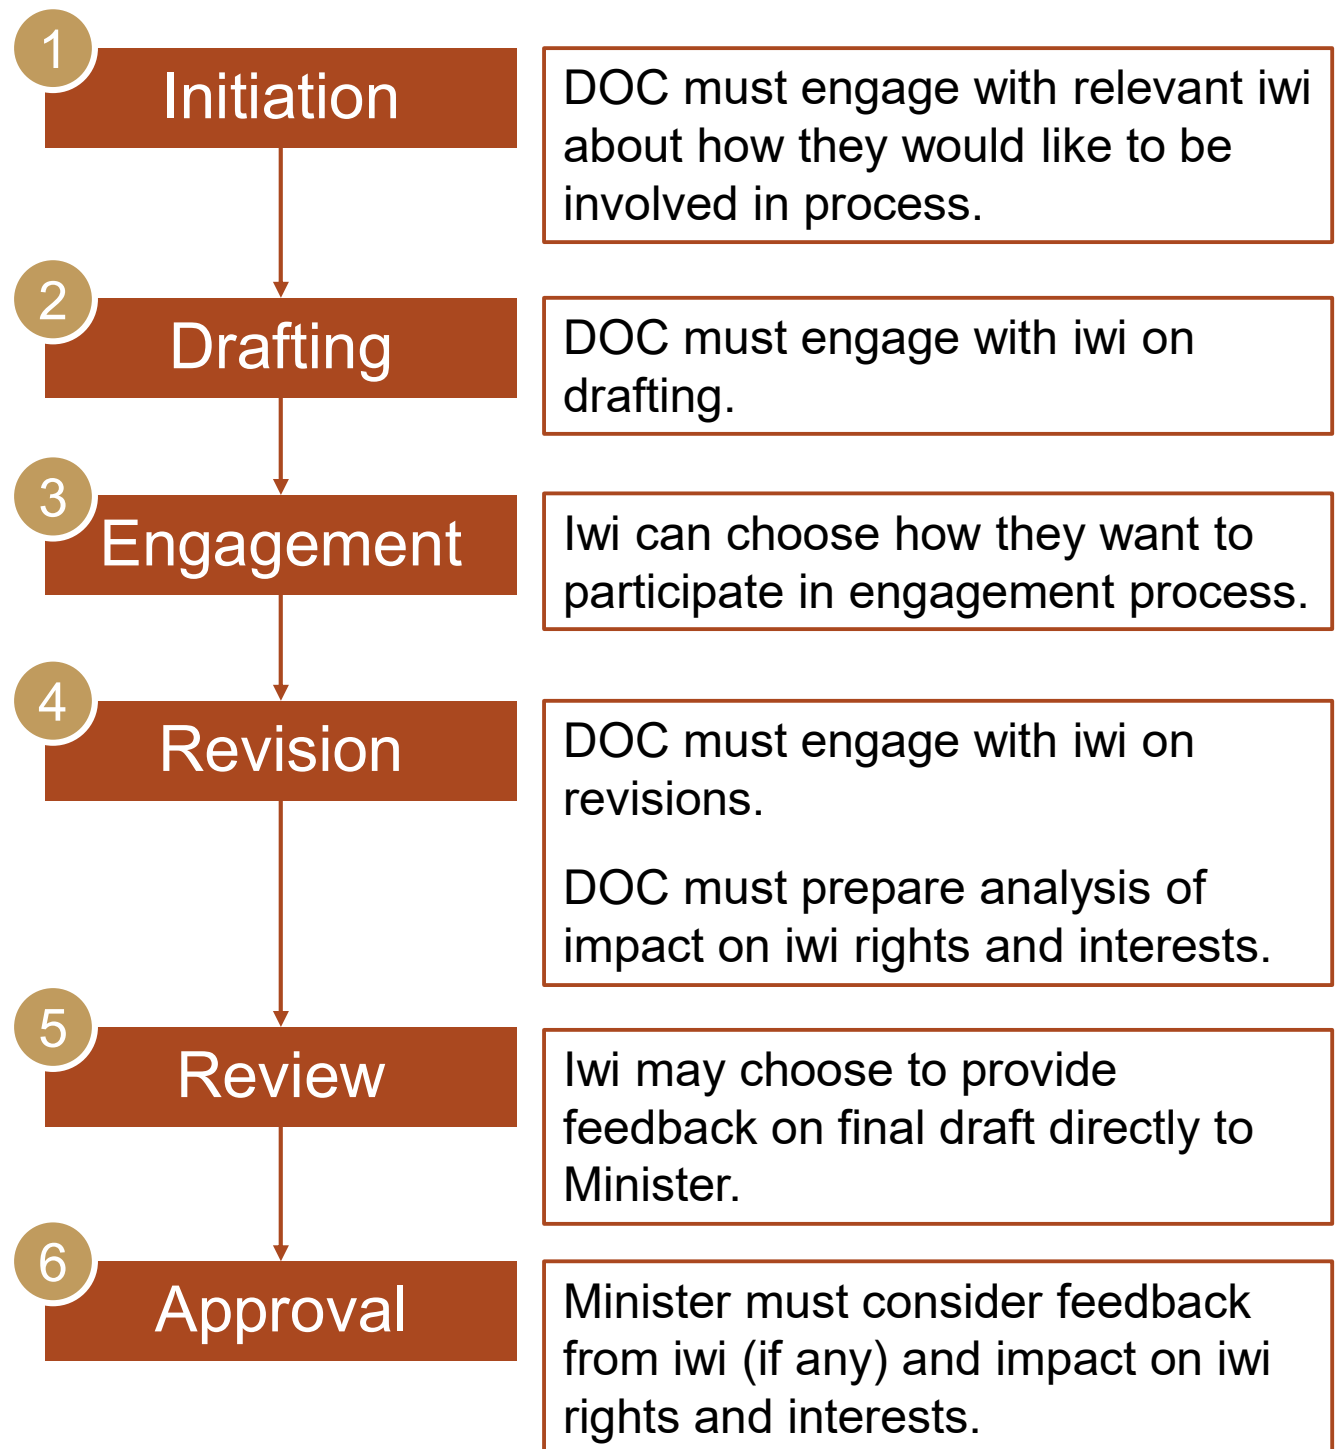 1
Initiation
DOC must engage with relevant iwi
about how they would like to be
involved in process.
2
Drafting
DOC must engage with iwi on
drafting.
3
Engagement
Iwi can choose how they want to
participate in engagement process.
4
Revision
DOC must engage with iwi on
revisions.
DOC must prepare analysis of
impact on iwi rights and interests.
5
Review
Iwi may choose to provide
feedback on final draft directly to
Minister.
6
Approval
Minister must consider feedback
from iwi (if any) and impact on iwi
rights and interests.